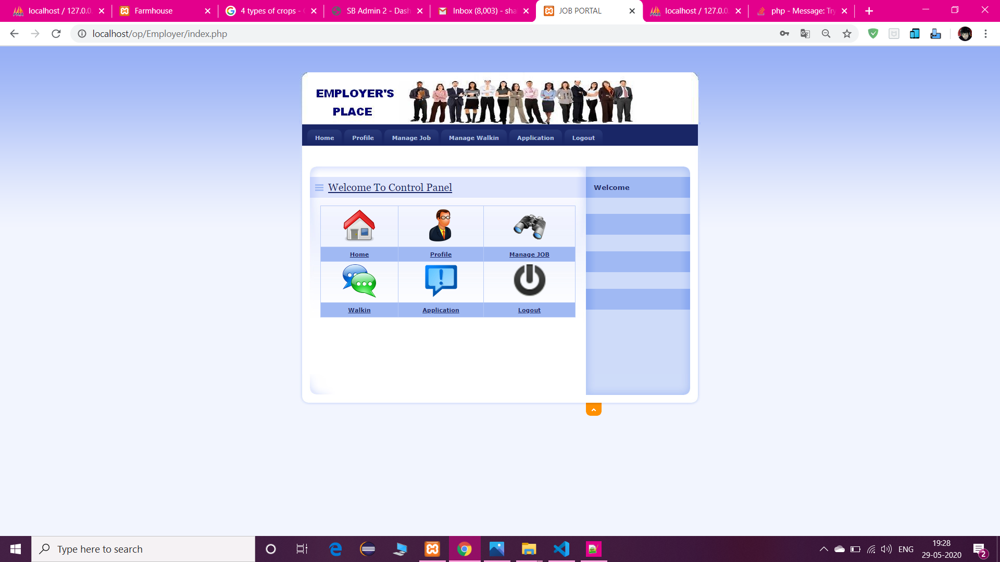 localhost / 127.0.0.
Farmhouse
4 types of crops -
SB Admin 2 - Dash
Inbox (8,003) - sha
JOB PORTAL
localhost / 127.0.0.
php - Message: Try
localhost/op/Employer/index.php
EMPLOYER'S
PLACE
Home
Profile
Manage Job
Manage Walkin
Application
Logout
Welcome To Control Panel
Welcome
Home
Profile
Manage JOB
Walkin
Application
Logout
Type here to search
ENG
19:28
29-05-2020
2